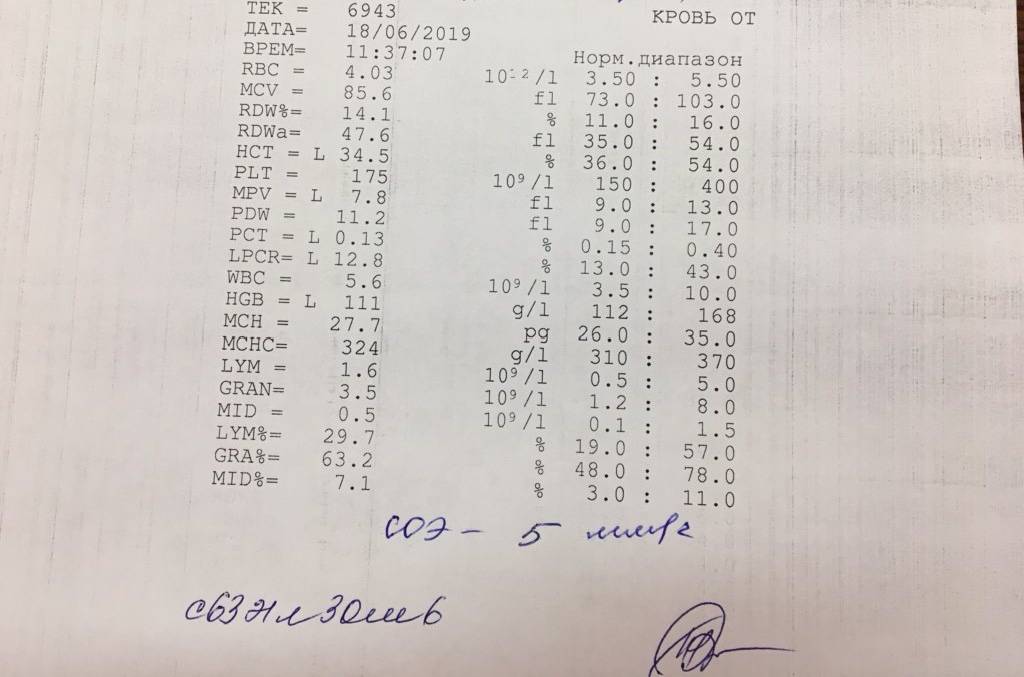 ТЕК = 6943 КРОВЬ ОТ
ДАТА= 18/06/2019
ВРЕМ= 11:37:07 Норм.диапазон
RBC = 4.03 10¹²/l 3.50 : 5.50
MCV = 85.6 fl 73.0 : 103.0
RDW%= 14.1 % 11.0 : 16.0
RDWa= 47.6 fl 35.0 : 54.0
HCT = L 34.5 % 36.0 : 54.0
PLT = 175 10⁹/l 150 : 400
MPV = L 7.8 fl 9.0 : 13.0
PDW = 11.2 fl 9.0 : 17.0
PCT = L 0.13 % 0.15 : 0.40
LPCR= L 12.8 % 13.0 : 43.0
WBC = 5.6 10⁹/l 3.5 : 10.0
HGB = L 111 g/l 112 : 168
MCH = 27.7 pg 26.0 : 35.0
MCHC= 324 g/l 310 : 370
LYM = 1.6 10⁹/l 0.5 : 5.0
GRAN= 3.5 10⁹/l 1.2 : 8.0
MID = 0.5 10⁹/l 0.1 : 1.5
LYM%= 29.7 % 19.0 : 57.0
GRA%= 63.2 % 48.0 : 78.0
MID%= 7.1 % 3.0 : 11.0
СОЭ - 5 мм/ч